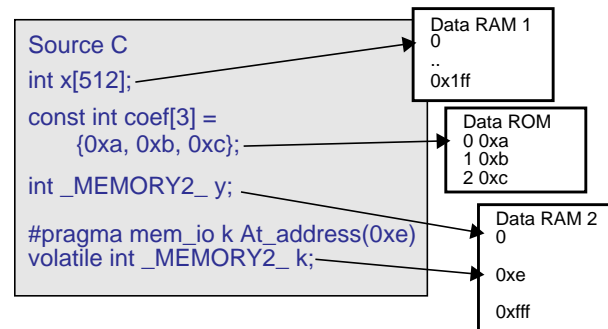 Source C
int x[512];
const int coef[3] =
{0xa, 0xb, 0xc};
int _MEMORY2_ y;
#pragma mem_io k At_address(0xe)
volatile int _MEMORY2_ k;
Data RAM 1
0
..
0x1ff
Data ROM
0 0xa
1 0xb
2 0xc
Data RAM 2
0
0xe
0xfff